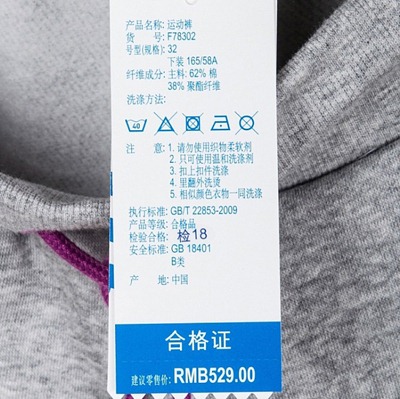 产品名称: 运动裤
货 号: F78302
号型(规格): 32
下装 165/58A
纤维成分: 主料: 62% 棉
38% 聚酯纤维
洗涤方法:
40
注 意: 1. 请勿使用织物柔软剂
2. 只可使用温和洗涤剂
3. 扣上扣件洗涤
4. 里翻外洗烫
5. 相似颜色衣物一同洗涤
执行标准: GB/T 22853-2009
产品等级: 合格品
检验合格: 检18
安全标准: GB 18401
B类
产 地: 中国
合格证
建议零售价: RMB529.00